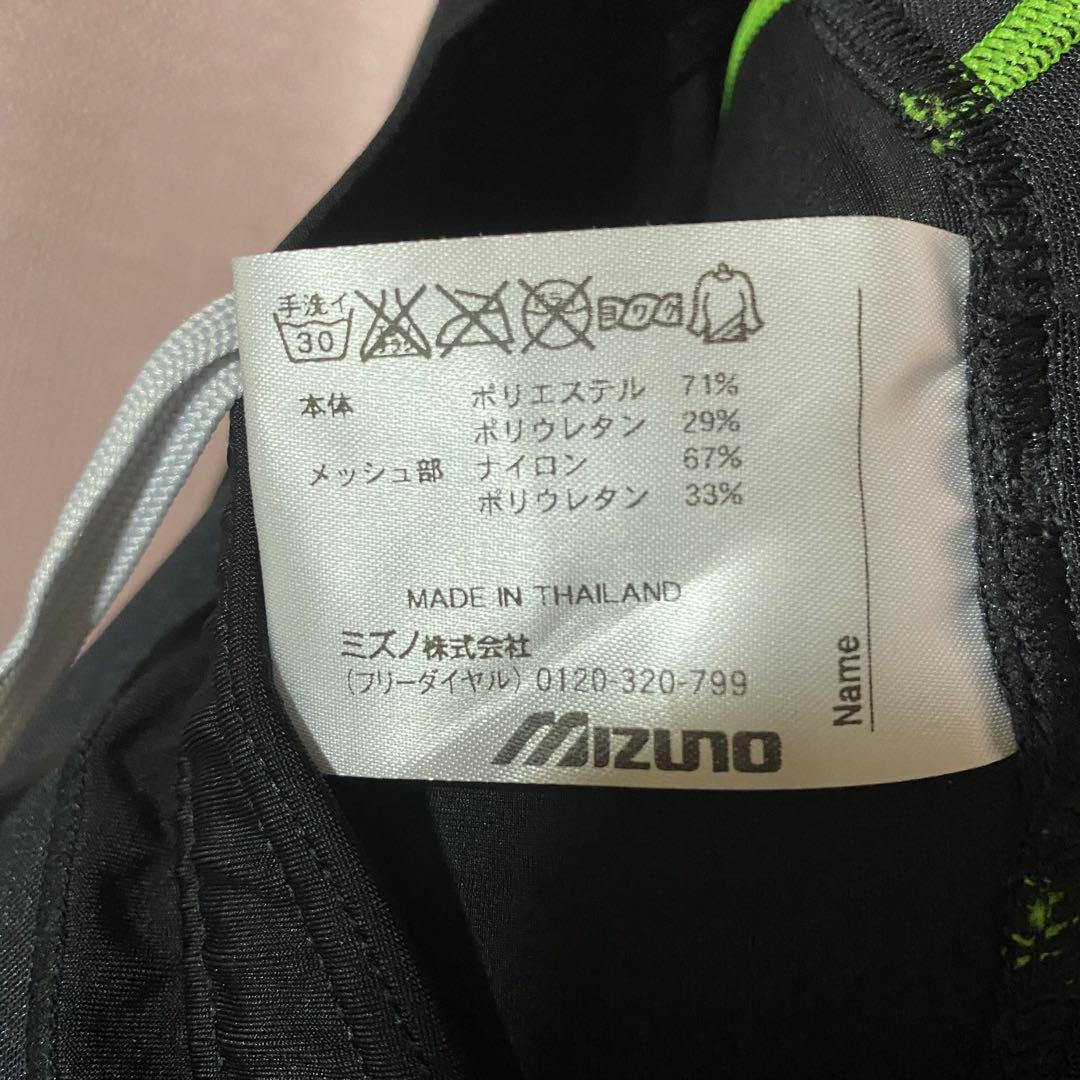 手洗イ
30
ヨワク
本体 ポリエステル 71%
ポリウレタン 29%
メッシュ部 ナイロン 67%
ポリウレタン 33%
MADE IN THAILAND
ミズノ株式会社
(フリーダイヤル) 0120-320-799
MIZUNO
Name